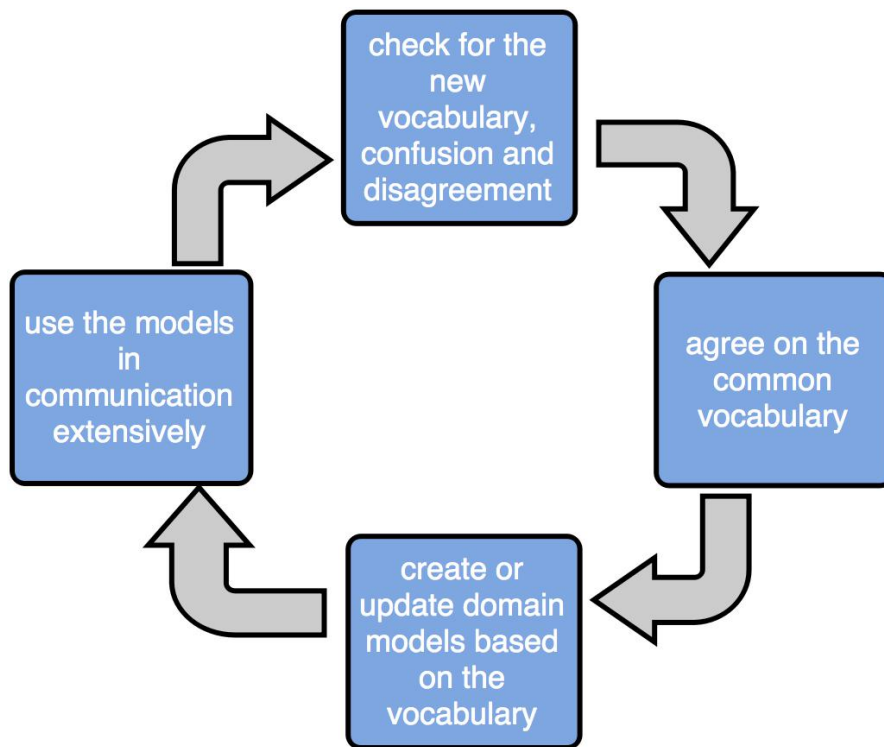 check for the
new
vocabulary,
confusion and
disagreement
agree on the
common
vocabulary
create or
update domain
models based
on the
vocabulary
use the models
in
communication
extensively